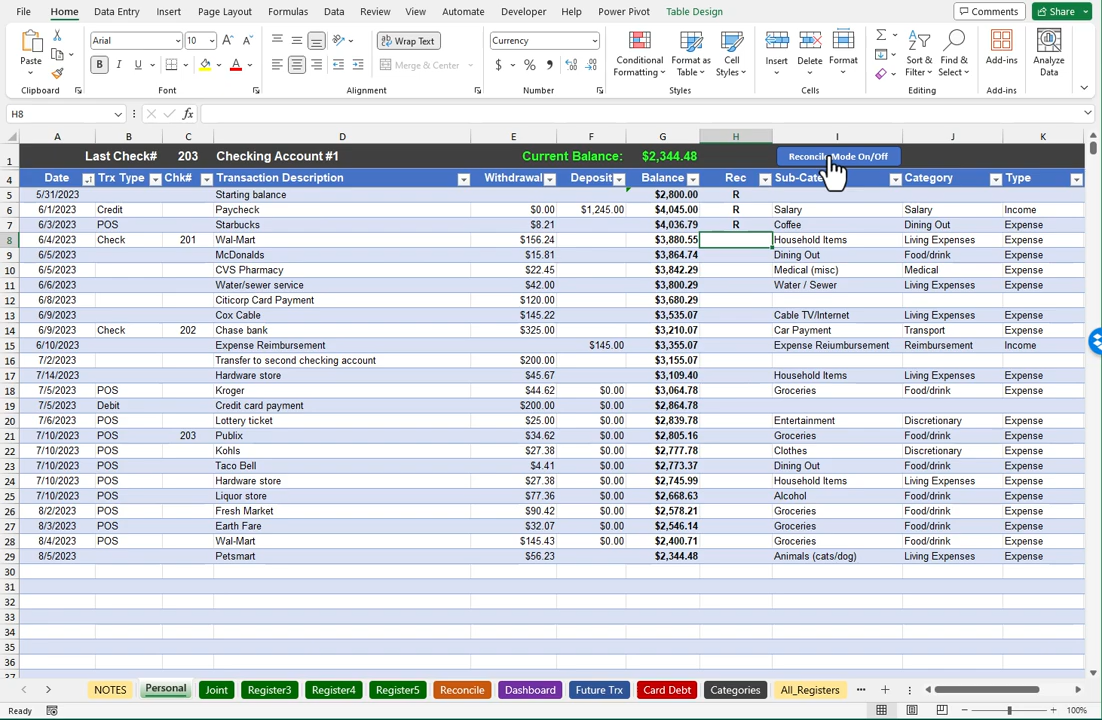 File Home Data Entry Insert Page Layout Formulas Data Review View Automate Developer Help Power Pivot Table Design Comments Share
Paste Arial 10 A A Wrap Text Currency Conditional Format as Cell Insert Delete Format Sort & Find & Add-ins Analyze
B I U A Merge & Center $ % , Formatting Table Styles Filter Select Data
Clipboard Font Alignment Number Styles Cells Editing Add-ins
H8 fx
A B C D E F G H I J K
1 Last Check# 203 Checking Account #1 Current Balance: $2,344.48 Reconcile Mode On/Off
4 Date Trx Type Chk# Transaction Description Withdrawal Deposit Balance Rec Category Type
5 5/31/2023 Starting balance $2,800.00 R
6 6/1/2023 Credit Paycheck $0.00 $1,245.00 $4,045.00 R Salary Salary Income
7 6/3/2023 POS Starbucks $8.21 $4,036.79 R Coffee Dining Out Expense
8 6/4/2023 Check 201 Wal-Mart $156.24 $3,880.55 Household Items Living Expenses Expense
9 6/5/2023 McDonalds $15.81 $3,864.74 Dining Out Food/drink Expense
10 6/5/2023 CVS Pharmacy $22.45 $3,842.29 Medical (misc) Medical Expense
11 6/6/2023 Water/sewer service $42.00 $3,800.29 Water / Sewer Living Expenses Expense
12 6/8/2023 Citicorp Card Payment $120.00 $3,680.29
13 6/9/2023 Cox Cable $145.22 $3,535.07 Cable TV/Internet Living Expenses Expense
14 6/9/2023 Check 202 Chase bank $325.00 $3,210.07 Car Payment Transport Expense
15 6/10/2023 Expense Reimbursement $145.00 $3,355.07 Expense Reiumbursement Reimbursement Income
16 7/2/2023 Transfer to second checking account $200.00 $3,155.07
17 7/14/2023 Hardware store $45.67 $3,109.40 Household Items Living Expenses Expense
18 7/5/2023 POS Kroger $44.62 $0.00 $3,064.78 Groceries Food/drink Expense
19 7/5/2023 Debit Credit card payment $200.00 $0.00 $2,864.78
20 7/6/2023 POS Lottery ticket $25.00 $0.00 $2,839.78 Entertainment Discretionary Expense
21 7/10/2023 POS 203 Publix $34.62 $0.00 $2,805.16 Groceries Food/drink Expense
22 7/10/2023 POS Kohls $27.38 $0.00 $2,777.78 Clothes Discretionary Expense
23 7/10/2023 POS Taco Bell $4.41 $0.00 $2,773.37 Dining Out Food/drink Expense
24 7/10/2023 POS Hardware store $27.38 $0.00 $2,745.99 Household Items Living Expenses Expense
25 7/10/2023 POS Liquor store $77.36 $0.00 $2,668.63 Alcohol Food/drink Expense
26 8/2/2023 POS Fresh Market $90.42 $0.00 $2,578.21 Groceries Food/drink Expense
27 8/3/2023 POS Earth Fare $32.07 $0.00 $2,546.14 Groceries Food/drink Expense
28 8/4/2023 POS Wal-Mart $145.43 $0.00 $2,400.71 Groceries Food/drink Expense
29 8/5/2023 Petsmart $56.23 $2,344.48 Animals (cats/dog) Living Expenses Expense
30
31
32
33
34
35
36
37
NOTES Personal Joint Register3 Register4 Register5 Reconcile Dashboard Future Trx Card Debt Categories All_Registers
Ready 100%